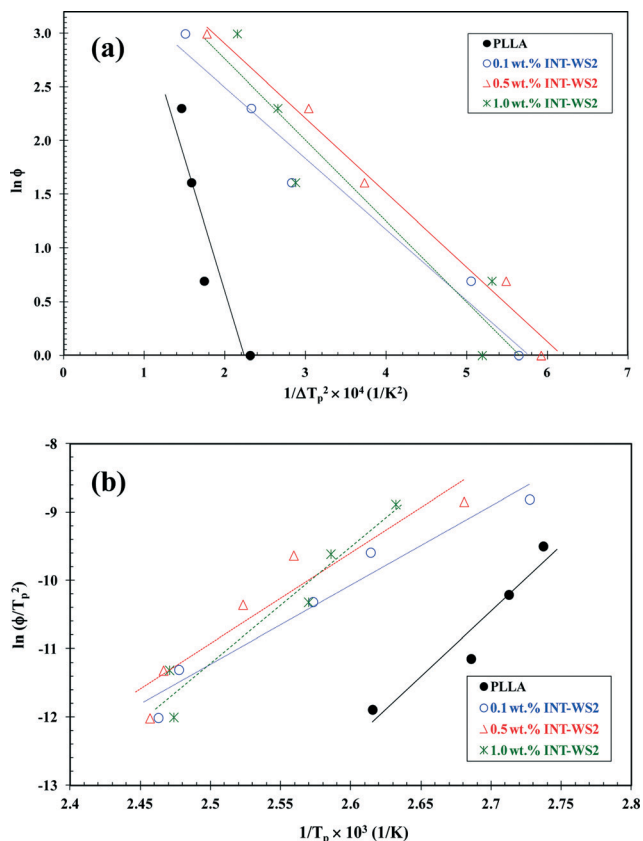 (a)
PLLA
0.1 wt.% INT-WS2
0.5 wt.% INT-WS2
1.0 wt.% INT-WS2
3.0
2.5
2.0
1.5
1.0
0.5
0.0
ln ϕ
0 1 2 3 4 5 6 7
1/ΔTp² × 10⁴ (1/K²)
(b)
-8
-9
-10
-11
-12
-13
ln (ϕ/Tp²)
PLLA
0.1 wt.% INT-WS2
0.5 wt.% INT-WS2
1.0 wt.% INT-WS2
2.4 2.45 2.5 2.55 2.6 2.65 2.7 2.75 2.8
1/Tp × 10³ (1/K)